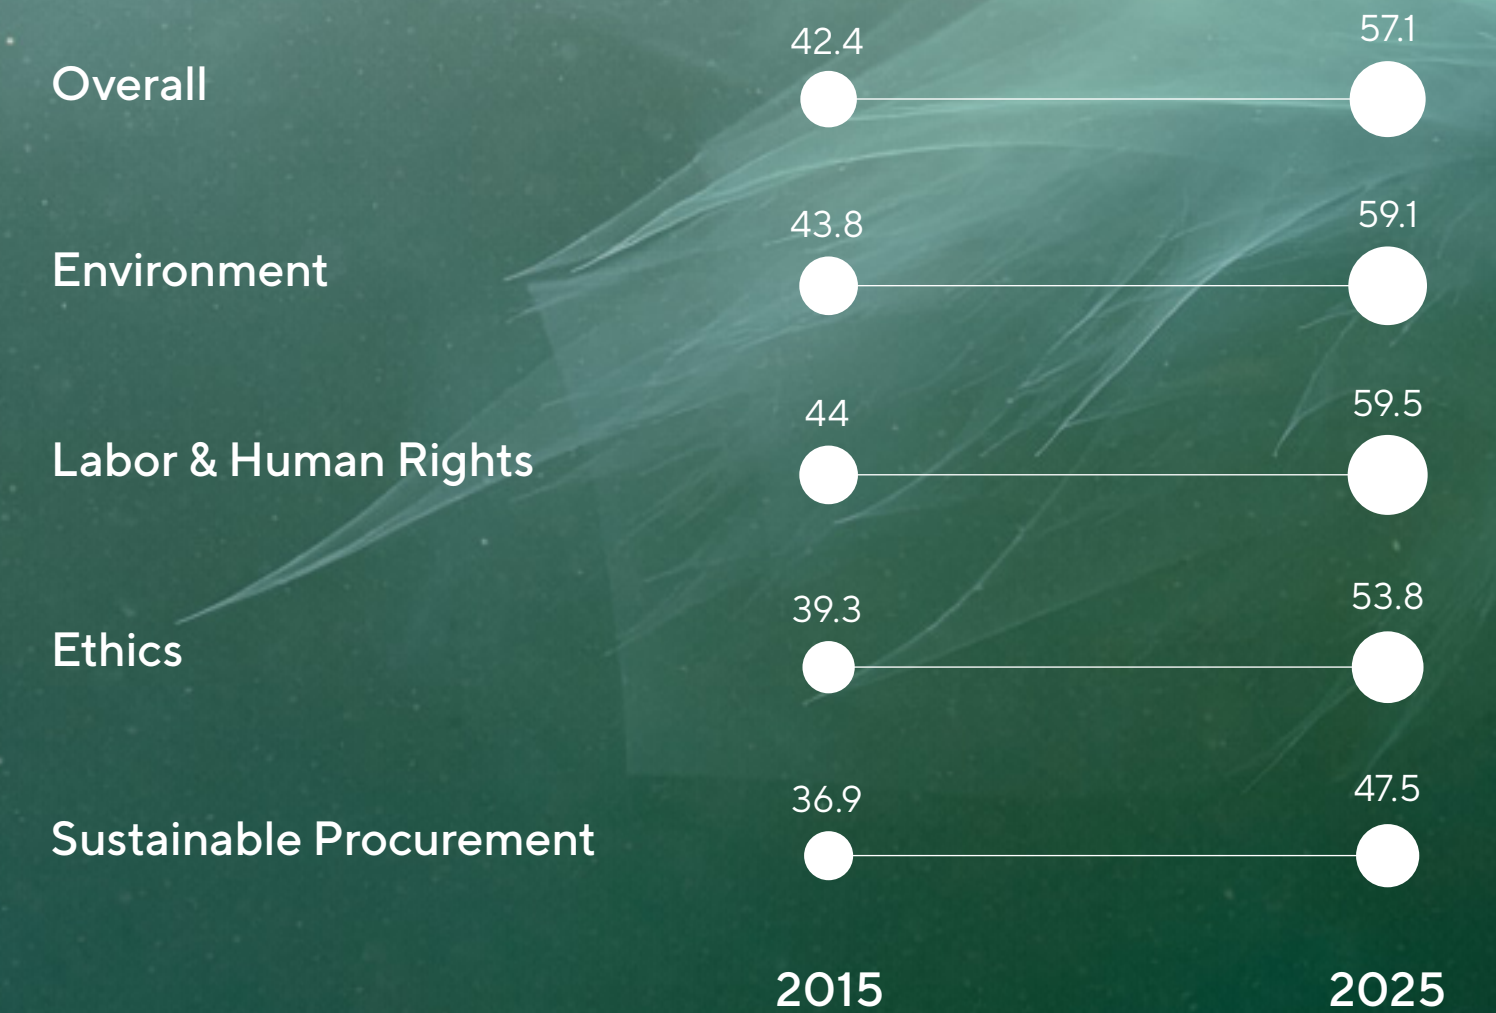 Overall
42.4
57.1
Environment
43.8
59.1
Labor & Human Rights
44
59.5
Ethics
39.3
53.8
Sustainable Procurement
36.9
47.5
2015
2025